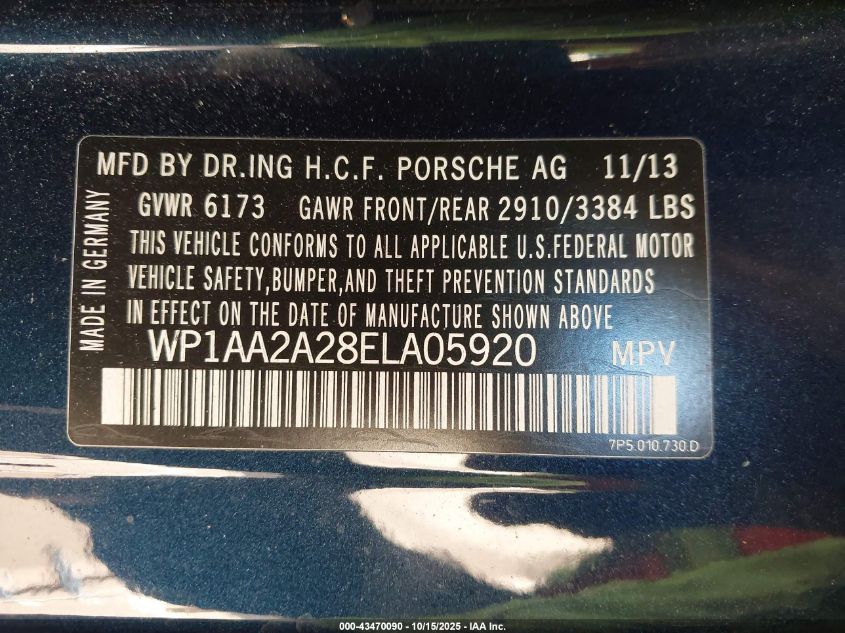 MFD BY DR.ING H.C.F. PORSCHE AG 11/13
GVWR 6173 GAWR FRONT/REAR 2910/3384 LBS
THIS VEHICLE CONFORMS TO ALL APPLICABLE U.S.FEDERAL MOTOR
VEHICLE SAFETY,BUMPER,AND THEFT PREVENTION STANDARDS
IN EFFECT ON THE DATE OF MANUFACTURE SHOWN ABOVE
WP1AA2A28ELA05920 MPV
7P5.010.730.D
MADE IN GERMANY
000-43470090 - 10/15/2025 - IAA Inc.